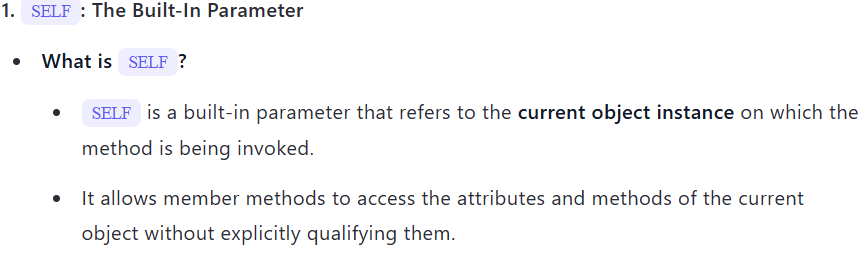 1. SELF: The Built-In Parameter
• What is SELF?
• SELF is a built-in parameter that refers to the current object instance on which the
method is being invoked.
• It allows member methods to access the attributes and methods of the current
object without explicitly qualifying them.